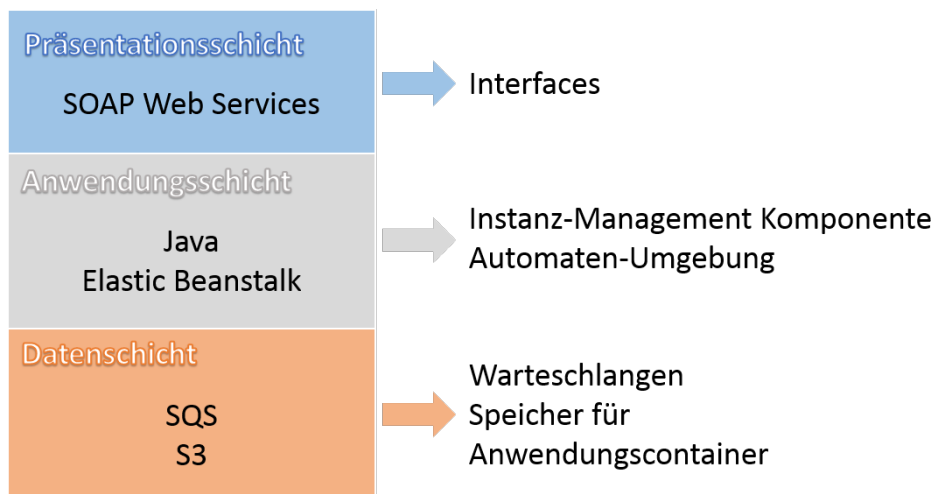 Präsentationsschicht
SOAP Web Services
Interfaces
Anwendungsschicht
Java
Elastic Beanstalk
Instanz-Management Komponente
Automaten-Umgebung
Datenschicht
SQS
S3
Warteschlangen
Speicher für
Anwendungscontainer